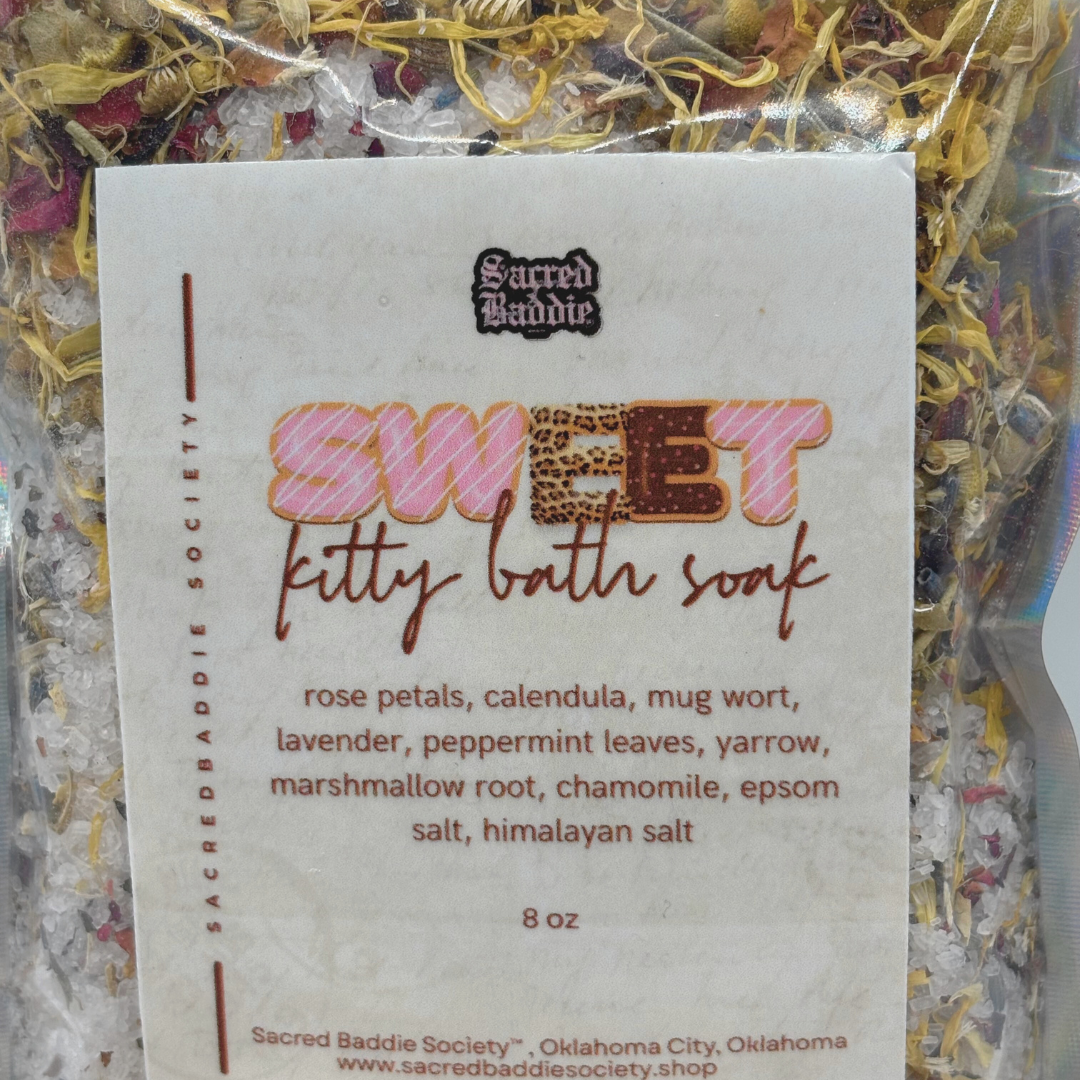 Sacred
Baddie
SWEET
kitty bath soak
rose petals, calendula, mug wort,
lavender, peppermint leaves, yarrow,
marshmallow root, chamomile, epsom
salt, himalayan salt
8 oz
Sacred Baddie Society™, Oklahoma City, Oklahoma
www.sacredbaddiesociety.shop
SACREDBADDIE SOCIETY